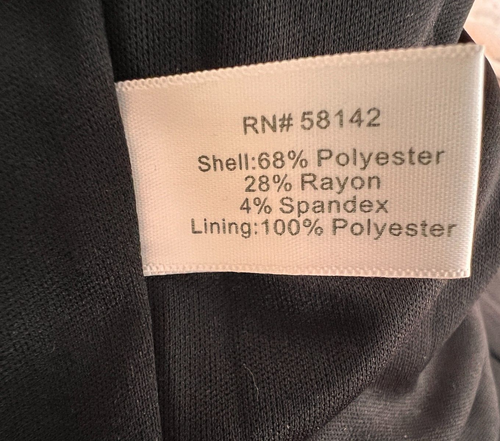 RN# 58142
Shell:68% Polyester
28% Rayon
4% Spandex
Lining:100% Polyester